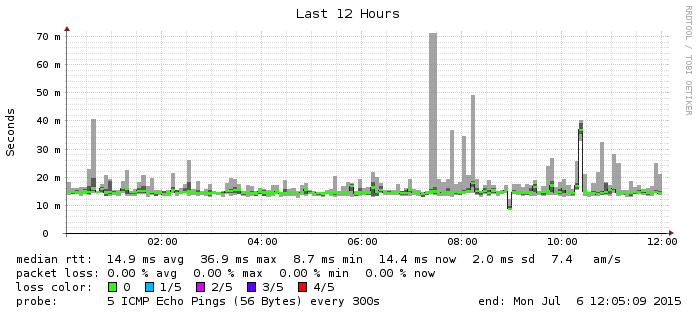 Last 12 Hours
RRDTOOL / TOBI OETIKER
Seconds
70 m
60 m
50 m
40 m
30 m
20 m
10 m
0
02:00 04:00 06:00 08:00 10:00 12:00
median rtt: 14.9 ms avg 36.9 ms max 8.7 ms min 14.4 ms now 2.0 ms sd 7.4 am/s
packet loss: 0.00 % avg 0.00 % max 0.00 % min 0.00 % now
loss color: 0 1/5 2/5 3/5 4/5
probe: 5 ICMP Echo Pings (56 Bytes) every 300s end: Mon Jul 6 12:05:09 2015